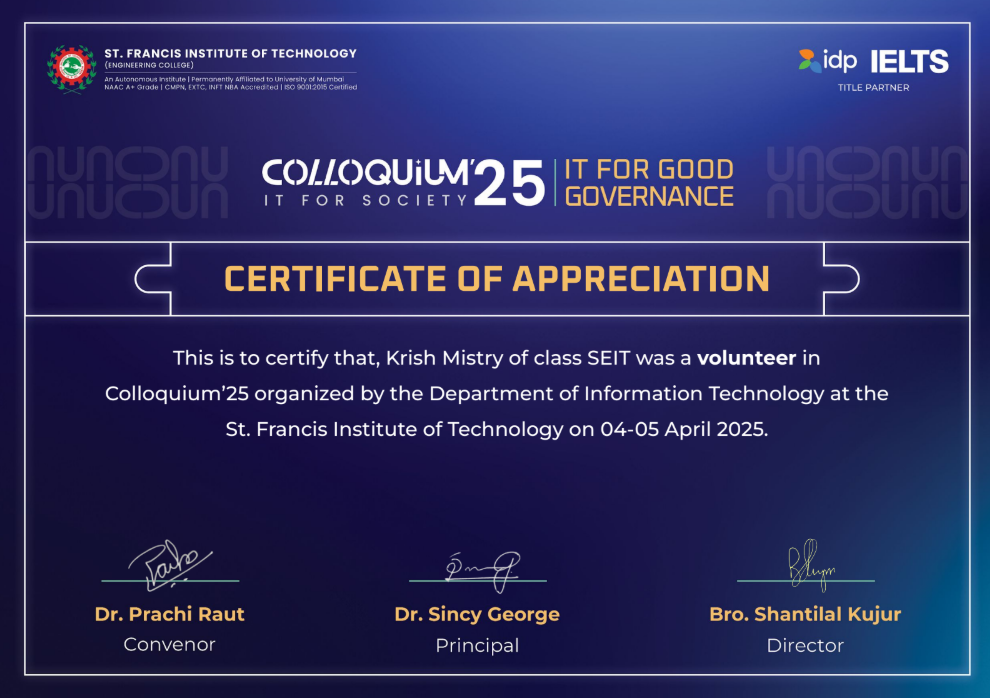 ST. FRANCIS INSTITUTE OF TECHNOLOGY
(ENGINEERING COLLEGE)
An Autonomous Institute | Permanently Affiliated to University of Mumbai
NAAC A+ Grade | CMPN, EXTC, INFT NBA Accredited | ISO 9001:2015 Certified
idp IELTS
TITLE PARTNER
COLLOQUiUM'25
IT FOR SOCIETY
IT FOR GOOD
GOVERNANCE
CERTIFICATE OF APPRECIATION
This is to certify that, Krish Mistry of class SEIT was a volunteer in
Colloquium'25 organized by the Department of Information Technology at the
St. Francis Institute of Technology on 04-05 April 2025.
Dr. Prachi Raut
Convenor
Dr. Sincy George
Principal
Bro. Shantilal Kujur
Director